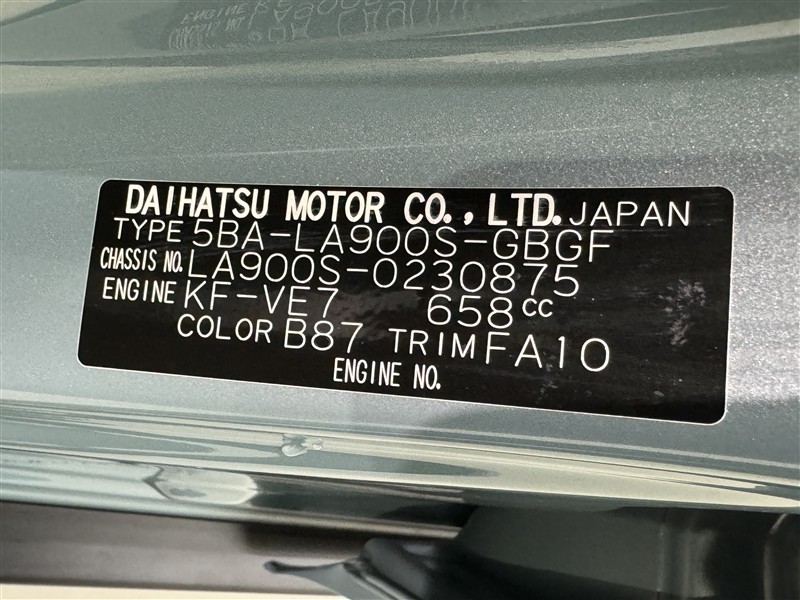 DAIHATSU MOTOR CO., LTD. JAPAN
TYPE 5BA-LA900S-GBGF
CHASSIS NO. LA900S-0230875
ENGINE KF-VE7 658cc
COLOR B87 TRIM FA10
ENGINE NO.